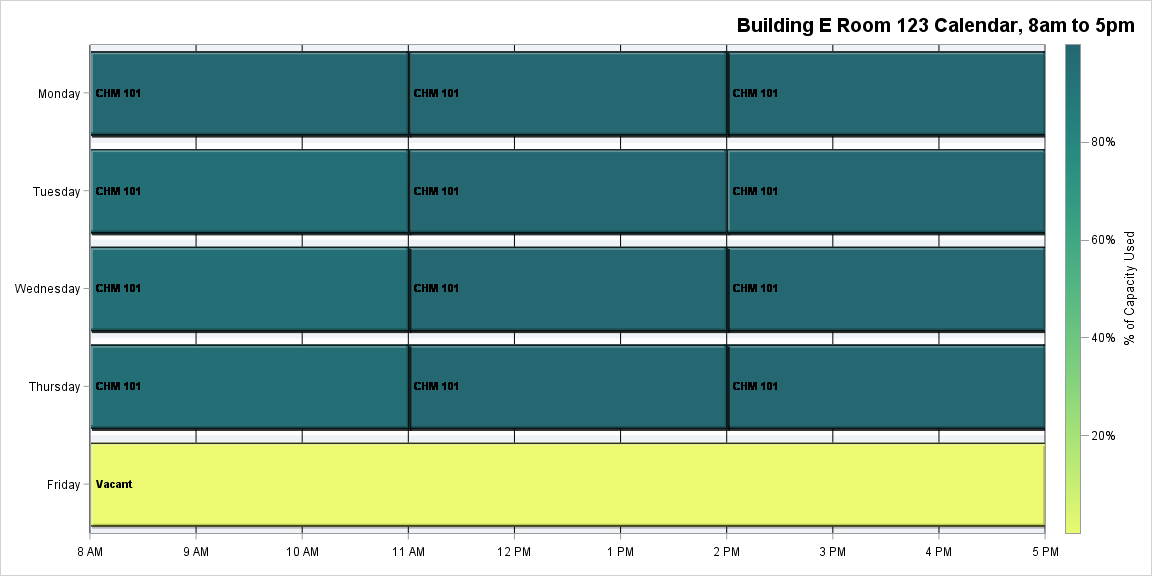 Building E Room 123 Calendar, 8am to 5pm
Monday
CHM 101
CHM 101
CHM 101
Tuesday
CHM 101
CHM 101
CHM 101
Wednesday
CHM 101
CHM 101
CHM 101
Thursday
CHM 101
CHM 101
CHM 101
Friday
Vacant
8 AM
9 AM
10 AM
11 AM
12 PM
1 PM
2 PM
3 PM
4 PM
5 PM
80%
60%
40%
20%
% of Capacity Used